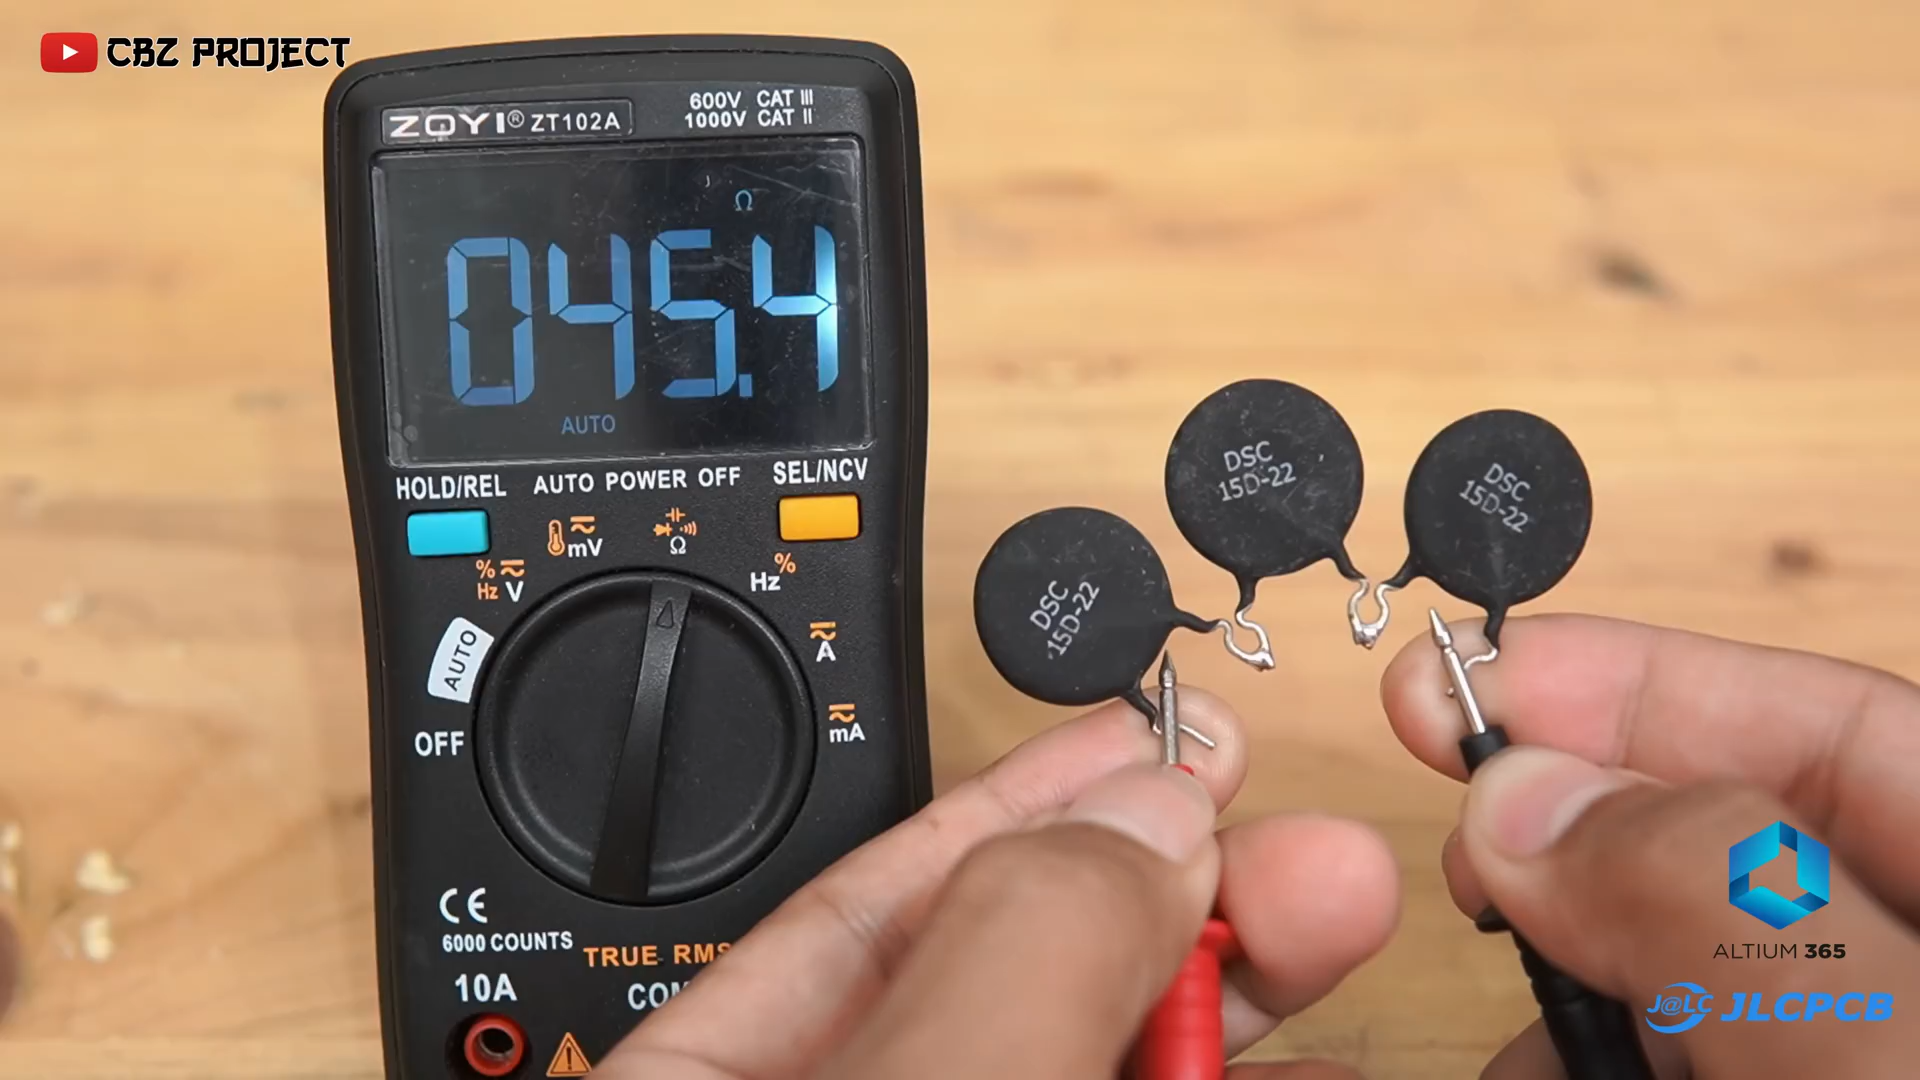 CBZ PROJECT
ZOYI® ZT102A
600V CAT III
1000V CAT II
Ω
045.4
AUTO
HOLD/REL
AUTO POWER OFF
SEL/NCV
mV
Ω
% Hz V
Hz %
A
mA
AUTO
OFF
CE
6000 COUNTS
TRUE RMS
10A
COM
DSC
15D-22
DSC
15D-22
DSC
15D-22
ALTIUM 365
J@LC JLCPCB